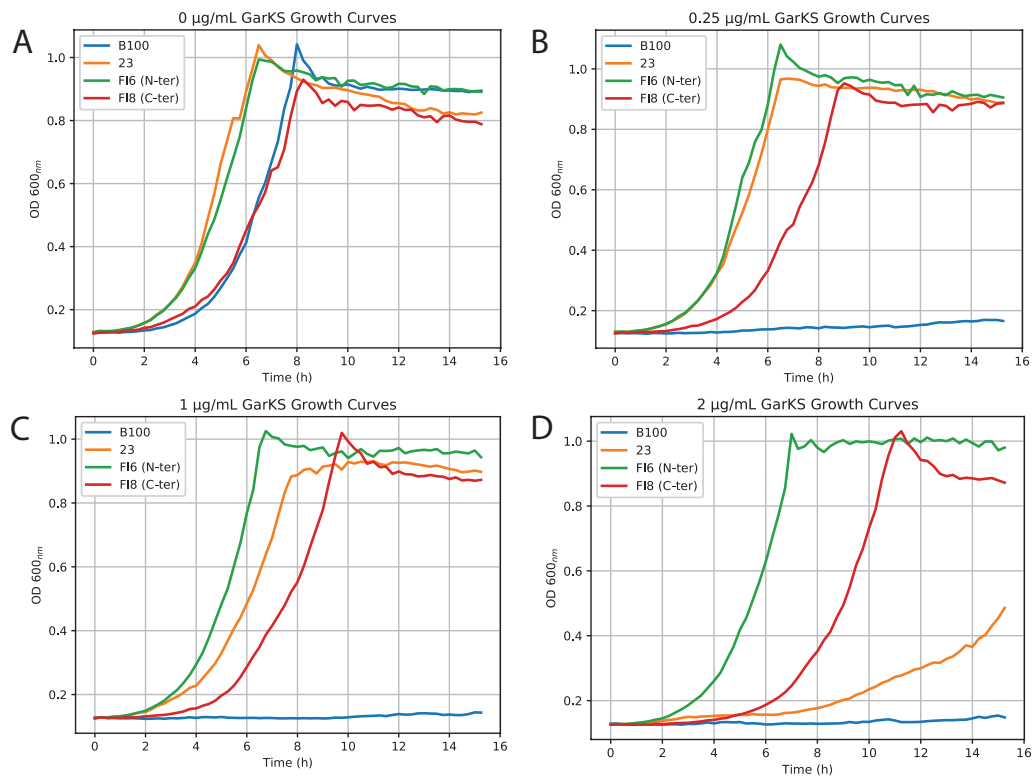 A
0 µg/mL GarKS Growth Curves
B100
23
FI6 (N-ter)
FI8 (C-ter)
OD 600nm
1.0
0.8
0.6
0.4
0.2
0 2 4 6 8 10 12 14 16
Time (h)
B
0.25 µg/mL GarKS Growth Curves
B100
23
FI6 (N-ter)
FI8 (C-ter)
OD 600nm
1.0
0.8
0.6
0.4
0.2
0 2 4 6 8 10 12 14 16
Time (h)
C
1 µg/mL GarKS Growth Curves
B100
23
FI6 (N-ter)
FI8 (C-ter)
OD 600nm
1.0
0.8
0.6
0.4
0.2
0 2 4 6 8 10 12 14 16
Time (h)
D
2 µg/mL GarKS Growth Curves
B100
23
FI6 (N-ter)
FI8 (C-ter)
OD 600nm
1.0
0.8
0.6
0.4
0.2
0 2 4 6 8 10 12 14 16
Time (h)